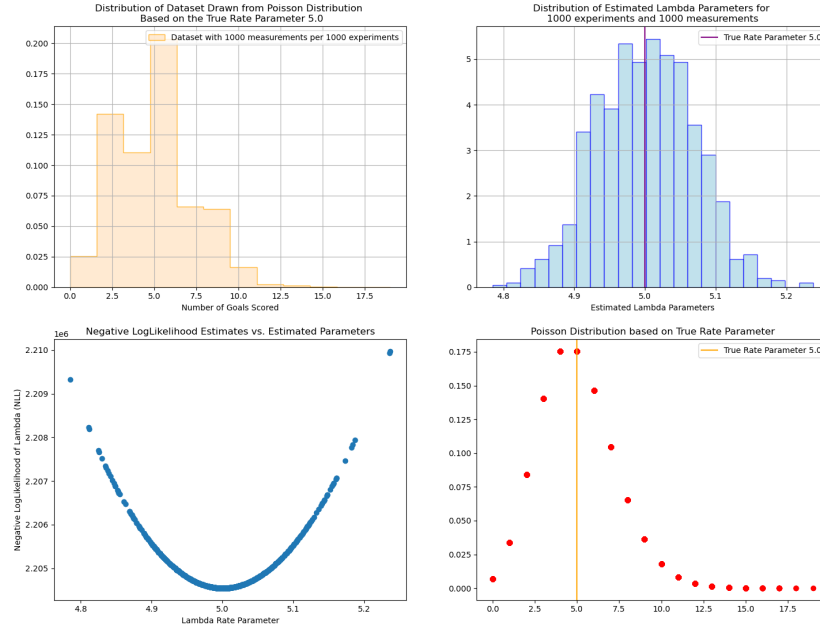 Distribution of Dataset Drawn from Poisson Distribution
Based on the True Rate Parameter 5.0
Dataset with 1000 measurements per 1000 experiments
0.200
0.175
0.150
0.125
0.100
0.075
0.050
0.025
0.000
0.0 2.5 5.0 7.5 10.0 12.5 15.0 17.5
Number of Goals Scored
Distribution of Estimated Lambda Parameters for
1000 experiments and 1000 measurements
True Rate Parameter 5.0
5
4
3
2
1
0
4.8 4.9 5.0 5.1 5.2
Estimated Lambda Parameters
Negative LogLikelihood Estimates vs. Estimated Parameters
1e6
Negative LogLikelihood of Lambda (NLL)
2.210
2.209
2.208
2.207
2.206
2.205
4.8 4.9 5.0 5.1 5.2
Lambda Rate Parameter
Poisson Distribution based on True Rate Parameter
True Rate Parameter 5.0
0.175
0.150
0.125
0.100
0.075
0.050
0.025
0.000
0.0 2.5 5.0 7.5 10.0 12.5 15.0 17.5